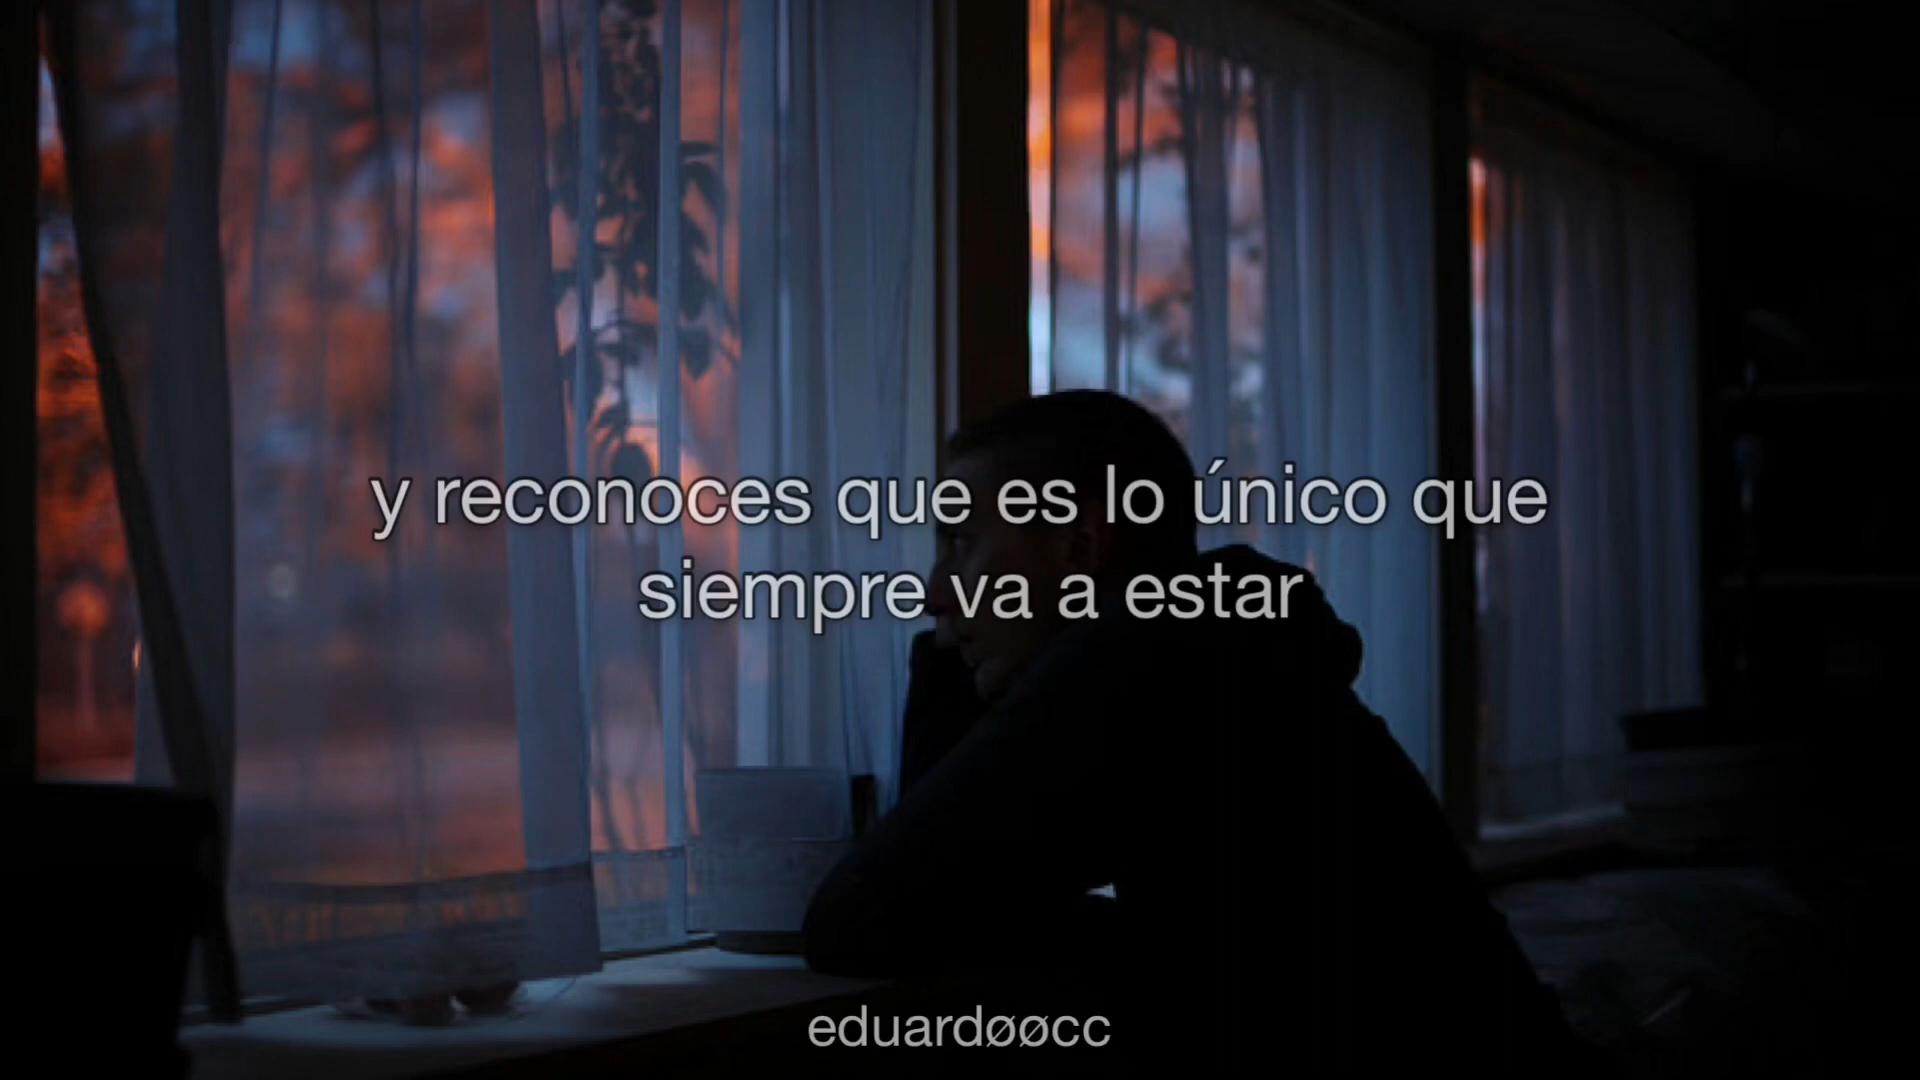 y reconoces que es lo único que
siempre va a estar
eduardøøcc